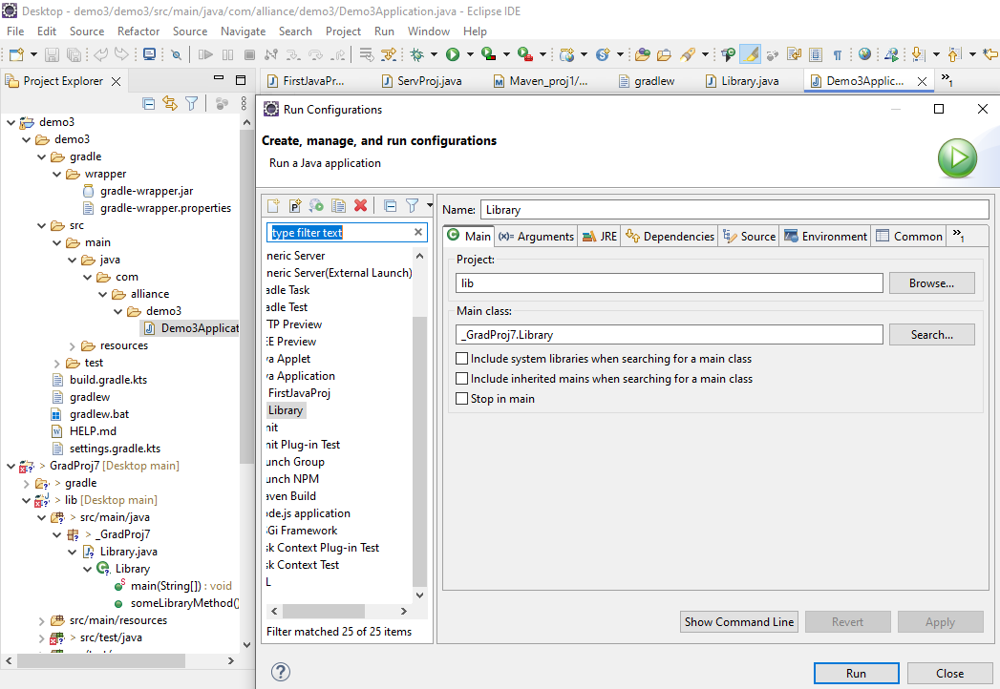 Desktop - demo3/demo3/src/main/java/com/alliance/demo3/Demo3Application.java - Eclipse IDE
File Edit Source Refactor Source Navigate Search Project Run Window Help
Project Explorer
FirstJavaPr... ServProj.java Maven_proj1/... gradlew Library.java Demo3Applic... »1
demo3
demo3
gradle
wrapper
gradle-wrapper.jar
gradle-wrapper.properties
src
main
java
com
alliance
demo3
Demo3Applicat
resources
test
build.gradle.kts
gradlew
gradlew.bat
HELP.md
settings.gradle.kts
> GradProj7 [Desktop main]
> gradle
> lib [Desktop main]
> src/main/java
> _GradProj7
Library.java
Library
main(String[]) : void
someLibraryMethod()
src/main/resources
> src/test/java
Run Configurations
Create, manage, and run configurations
Run a Java application
type filter text
neric Server
neric Server(External Launch)
adle Task
adle Test
TP Preview
EE Preview
va Applet
va Application
FirstJavaProj
Library
nit
nit Plug-in Test
unch Group
unch NPM
aven Build
ode.js application
Gi Framework
sk Context Plug-in Test
sk Context Test
L
Filter matched 25 of 25 items
Name: Library
Main (x)= Arguments JRE Dependencies Source Environment Common »1
Project:
lib Browse...
Main class:
_GradProj7.Library Search...
Include system libraries when searching for a main class
Include inherited mains when searching for a main class
Stop in main
Show Command Line Revert Apply
? Run Close